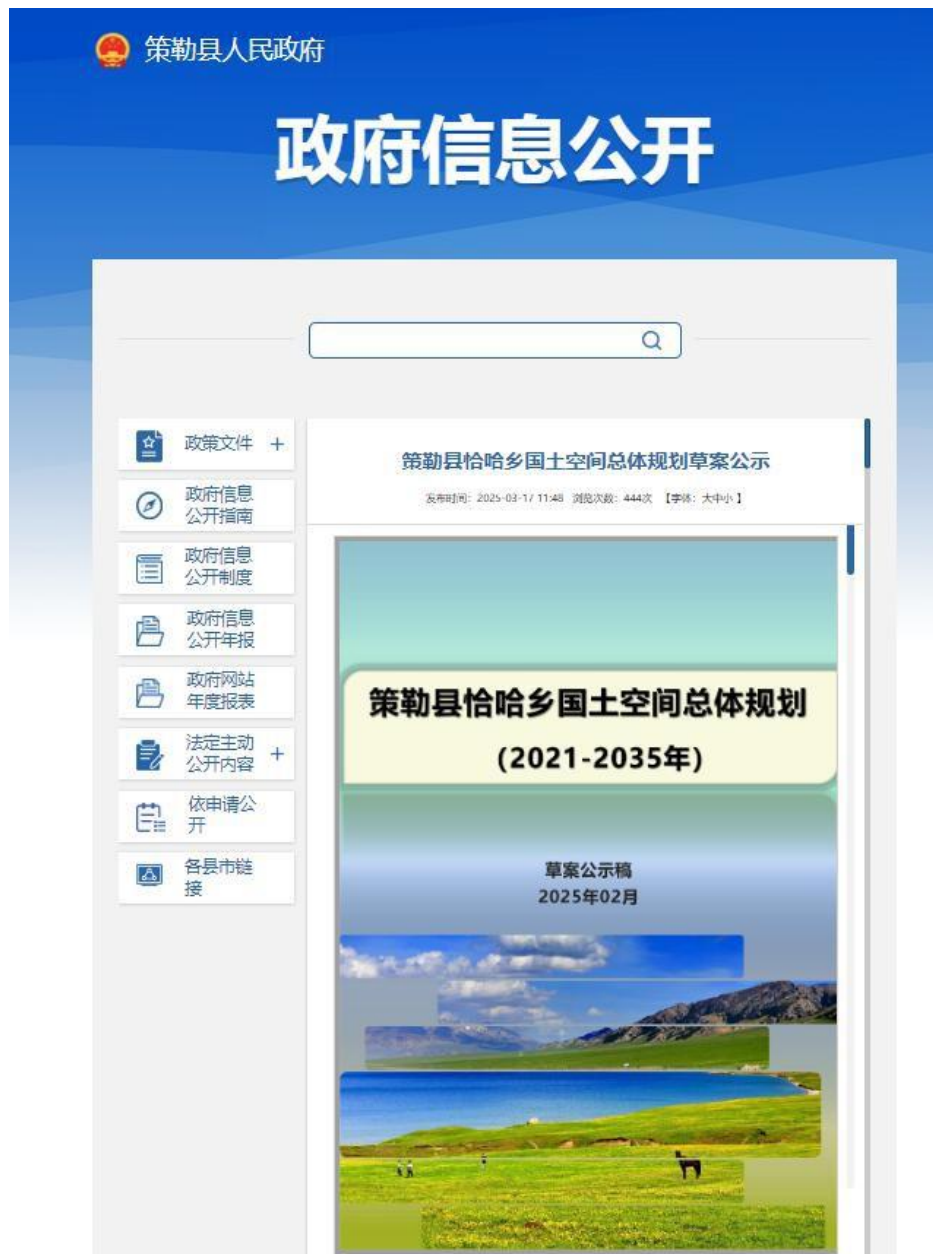 策勒县人民政府
政府信息公开
政策文件 +
政府信息
公开指南
政府信息
公开制度
政府信息
公开年报
政府网站
年度报表
法定主动
公开内容 +
依申请公
开
各县市链
接
策勒县恰哈乡国土空间总体规划草案公示
发布时间：2025-03-17 11:48 浏览次数：444次 【字体：大中小】
策勒县恰哈乡国土空间总体规划
（2021-2035年）
草案公示稿
2025年02月